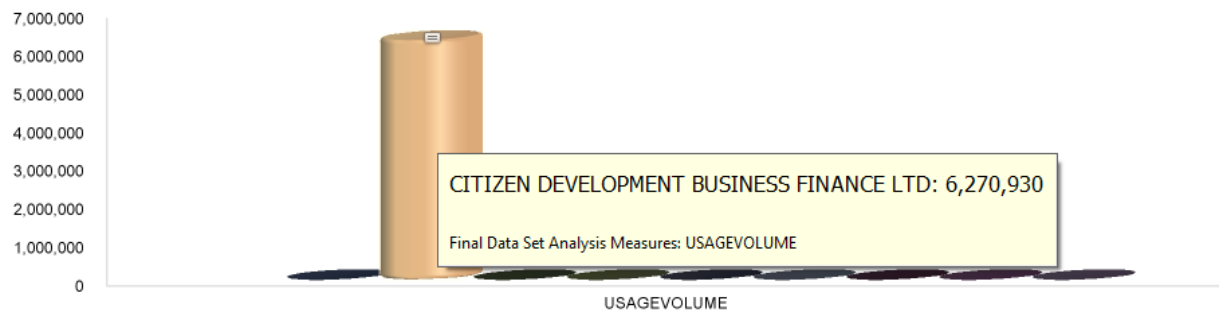 7,000,000
6,000,000
5,000,000
4,000,000
3,000,000
2,000,000
1,000,000
0
CITIZEN DEVELOPMENT BUSINESS FINANCE LTD: 6,270,930
Final Data Set Analysis Measures: USAGEVOLUME
USAGEVOLUME